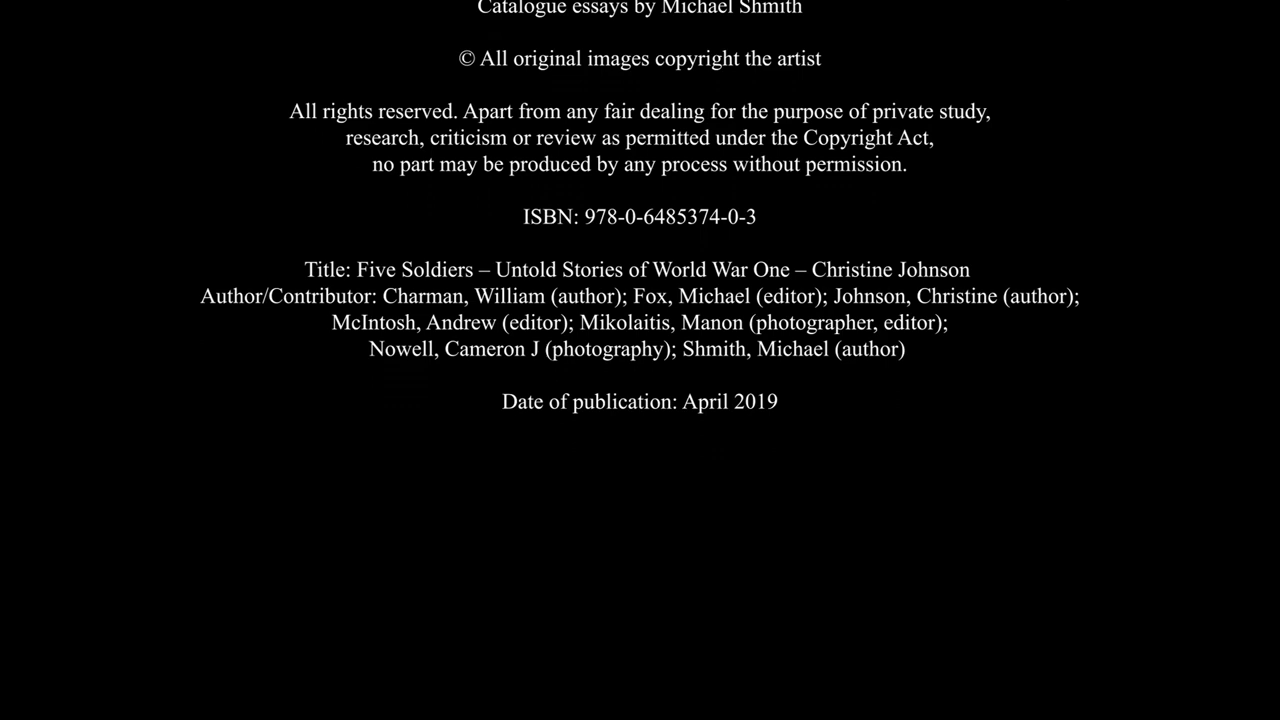 Catalogue essays by Michael Shmith
© All original images copyright the artist
All rights reserved. Apart from any fair dealing for the purpose of private study,
research, criticism or review as permitted under the Copyright Act,
no part may be produced by any process without permission.
ISBN: 978-0-6485374-0-3
Title: Five Soldiers – Untold Stories of World War One – Christine Johnson
Author/Contributor: Charman, William (author); Fox, Michael (editor); Johnson, Christine (author);
McIntosh, Andrew (editor); Mikolaitis, Manon (photographer, editor);
Nowell, Cameron J (photography); Shmith, Michael (author)
Date of publication: April 2019